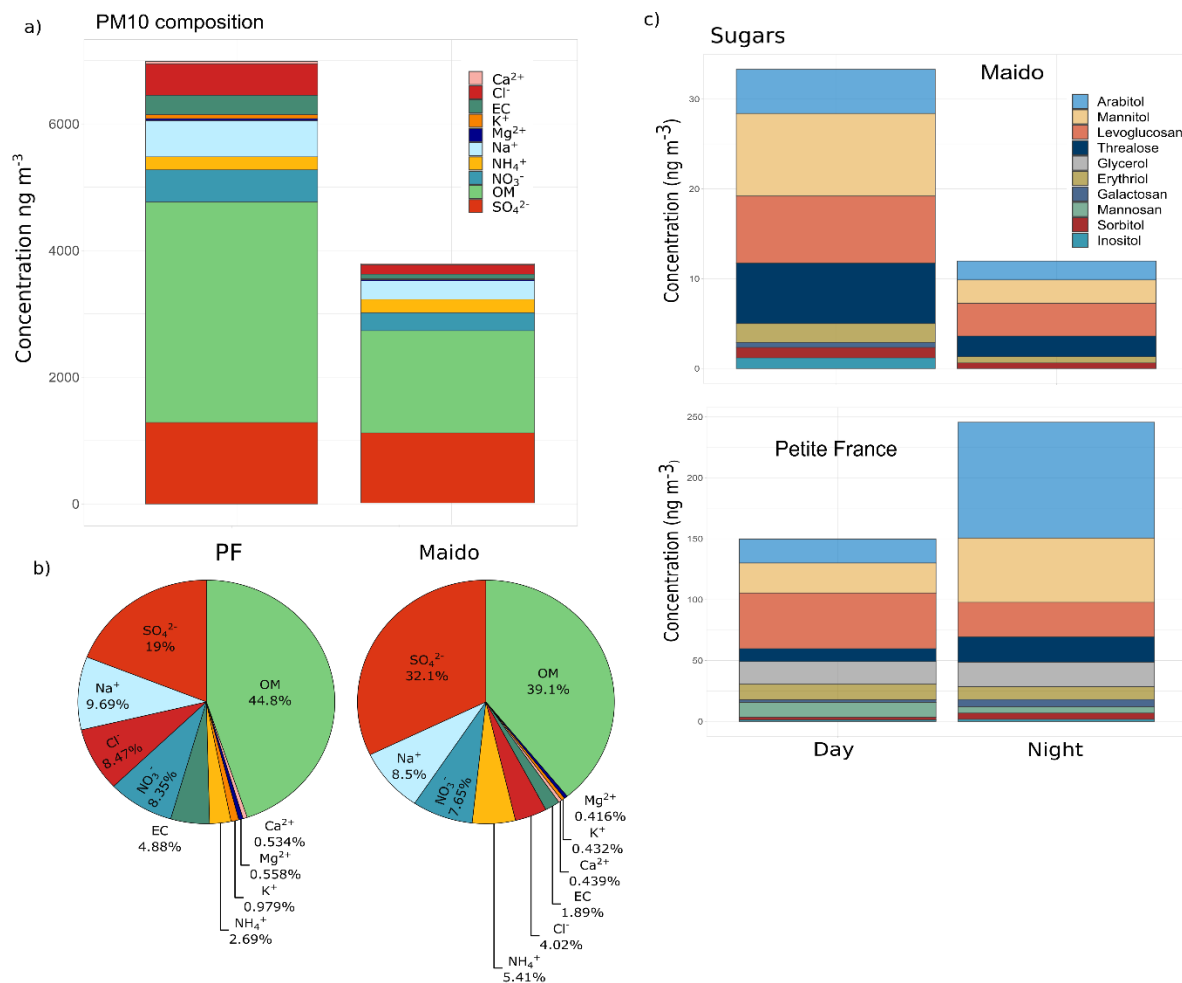 a)
PM10 composition
Concentration ng m⁻³
6000
4000
2000
0
Ca²⁺
Cl⁻
EC
K⁺
Mg²⁺
Na⁺
NH₄⁺
NO₃⁻
OM
SO₄²⁻
b)
PF
SO₄²⁻
19%
OM
44.8%
Na⁺
9.69%
Cl⁻
8.47%
NO₃⁻
8.35%
EC
4.88%
Ca²⁺
0.534%
Mg²⁺
0.558%
K⁺
0.979%
NH₄⁺
2.69%
Maido
SO₄²⁻
32.1%
OM
39.1%
Na⁺
8.5%
NO₃⁻
7.65%
Mg²⁺
0.416%
K⁺
0.432%
Ca²⁺
0.439%
EC
1.89%
Cl⁻
4.02%
NH₄⁺
5.41%
c)
Sugars
Maido
Concentration (ng m⁻³)
30
20
10
0
Arabitol
Mannitol
Levoglucosan
Threalose
Glycerol
Erythriol
Galactosan
Mannosan
Sorbitol
Inositol
Petite France
Concentration (ng m⁻³)
250
200
150
100
50
0
Day
Night